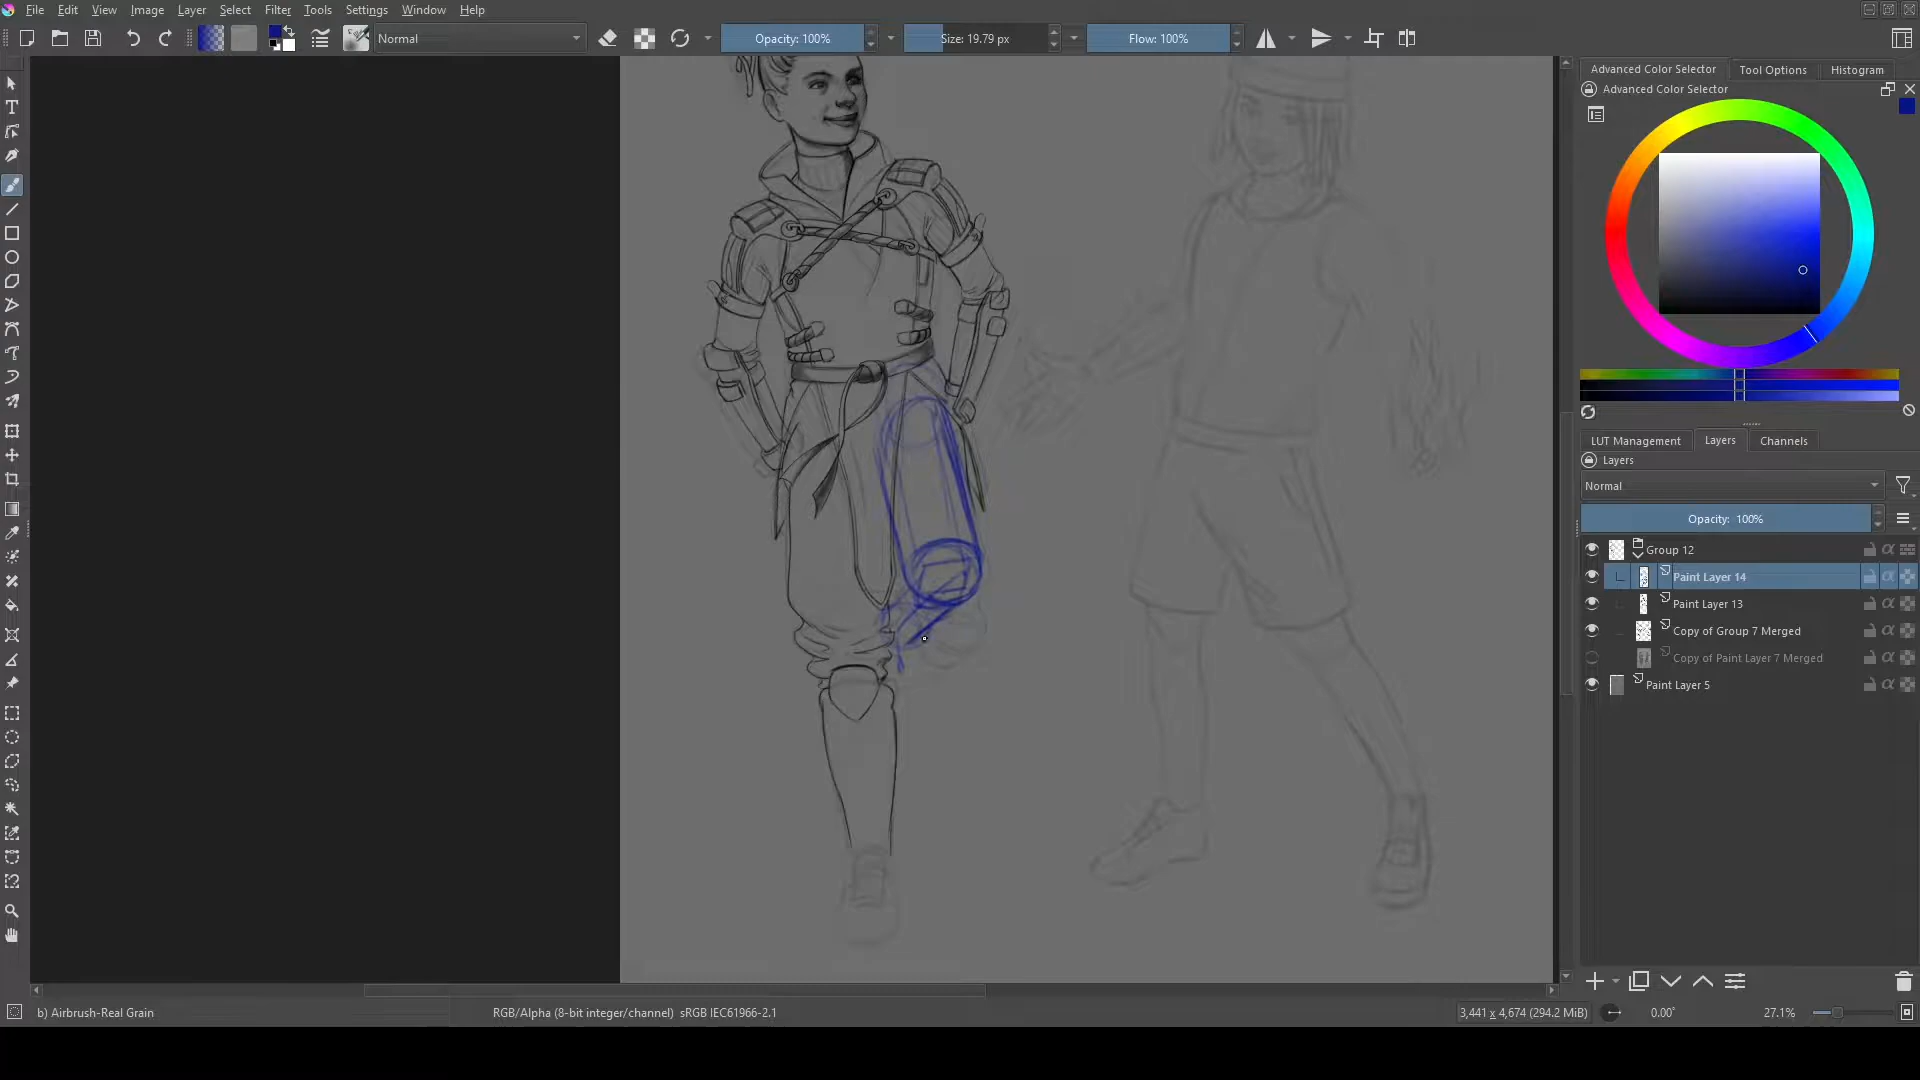 File Edit View Image Layer Select Filter Tools Settings Window Help
Normal
Opacity: 100%
Size: 19.79 px
Flow: 100%
Advanced Color Selector
Tool Options
Histogram
Advanced Color Selector
LUT Management
Layers
Channels
Layers
Normal
Opacity: 100%
Group 12
Paint Layer 14
Paint Layer 13
Copy of Group 7 Merged
Copy of Paint Layer 7 Merged
Paint Layer 5
b) Airbrush-Real Grain
RGB/Alpha (8-bit integer/channel) sRGB IEC61966-2.1
3,441 x 4,674 (294.2 MiB)
0.00°
27.1%